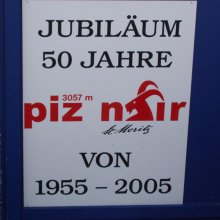 JUBILÄUM
50 JAHRE
3057 m
piz nair
St. Moritz
VON
1955 – 2005